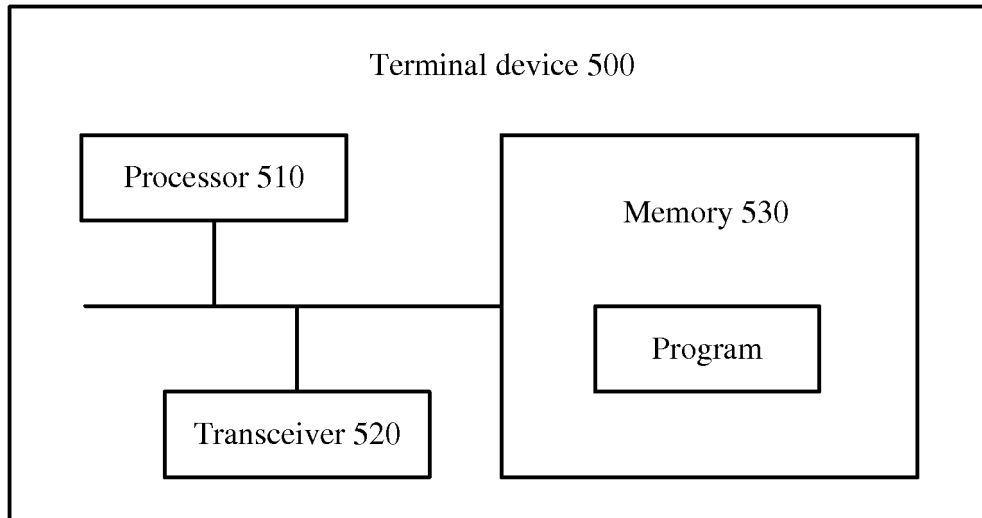 Terminal device 500
Processor 510
Memory 530
Program
Transceiver 520